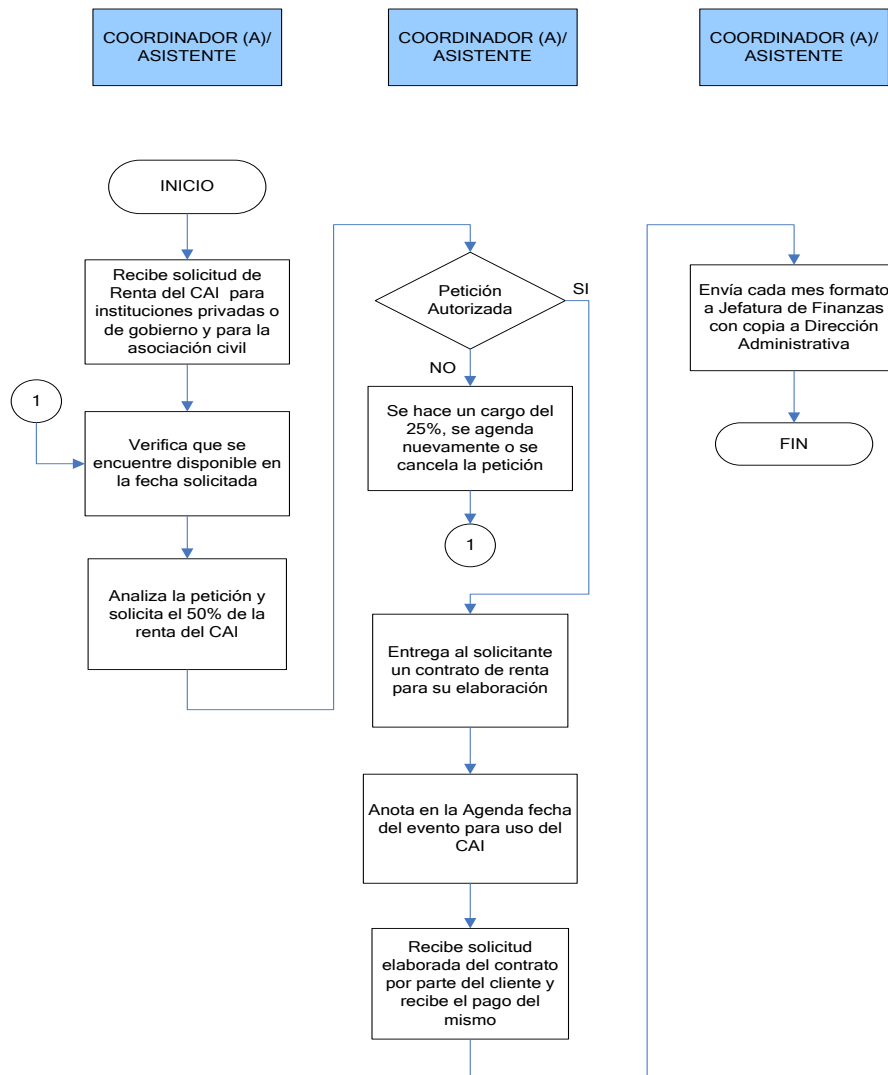 COORDINADOR (A)/
ASISTENTE
COORDINADOR (A)/
ASISTENTE
COORDINADOR (A)/
ASISTENTE
INICIO
Recibe solicitud de
Renta del CAI para
instituciones privadas o
de gobierno y para la
asociación civil
1
Verifica que se
encuentre disponible en
la fecha solicitada
Analiza la petición y
solicita el 50% de la
renta del CAI
Petición
Autorizada
SI
NO
Se hace un cargo del
25%, se agenda
nuevamente o se
cancela la petición
1
Entrega al solicitante
un contrato de renta
para su elaboración
Anota en la Agenda fecha
del evento para uso del
CAI
Recibe solicitud
elaborada del contrato
por parte del cliente y
recibe el pago del
mismo
Envía cada mes formato
a Jefatura de Finanzas
con copia a Dirección
Administrativa
FIN